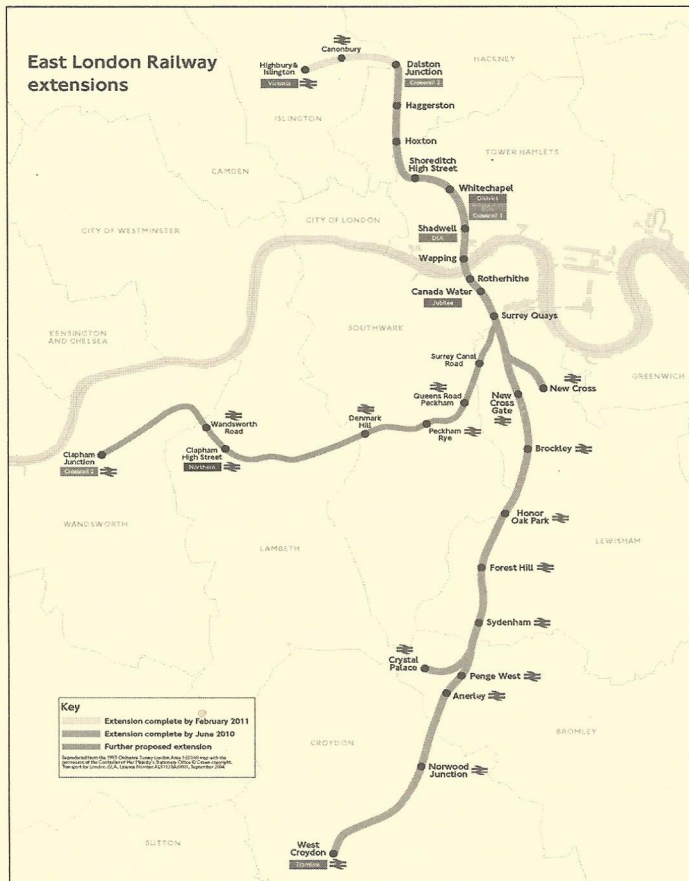 East London Railway
extensions
Canonbury
Highbury &
Islington
Victoria
Dalston
Junction
Crossrail 2
HACKNEY
Haggerston
ISLINGTON
Hoxton
TOWER HAMLETS
Shoreditch
High Street
CAMDEN
Whitechapel
District
Crossrail 1
CITY OF LONDON
CITY OF WESTMINSTER
Shadwell
DLR
Wapping
Rotherhithe
Canada Water
Jubilee
Surrey Quays
KENSINGTON
AND CHELSEA
SOUTHWARK
Surrey Canal
Road
GREENWICH
New Cross
Queens Road
Peckham
New
Cross
Gate
Wandsworth
Road
Denmark
Hill
Peckham
Rye
Clapham
Junction
Crossrail 2
Clapham
High Street
Northern
Brockley
WANDSWORTH
LAMBETH
Honor
Oak Park
LEWISHAM
Forest Hill
Sydenham
Crystal
Palace
Penge West
Anerley
Key
Extension complete by February 2011
Extension complete by June 2010
Further proposed extension
CROYDON
BROMLEY
Norwood
Junction
SUTTON
West
Croydon
Tramlink